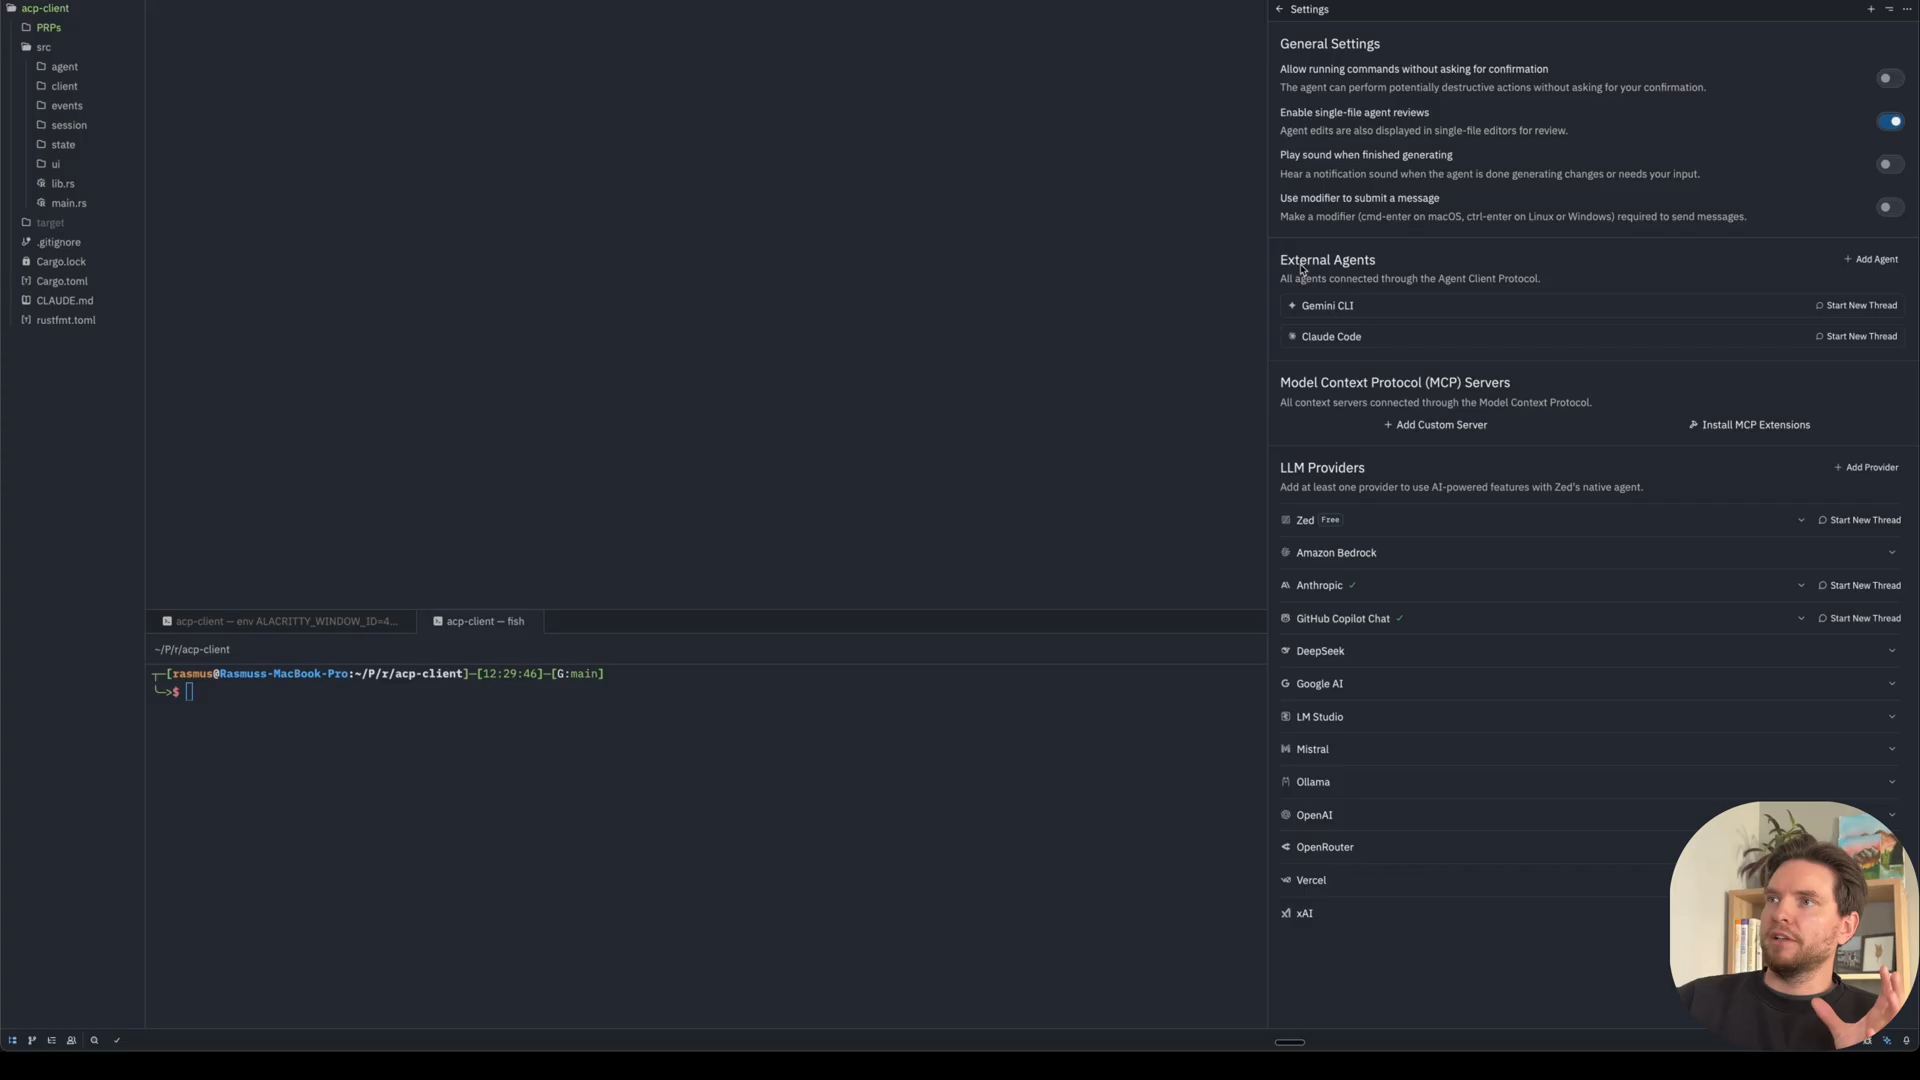 acp-client
PRPs
src
agent
client
events
session
state
ui
lib.rs
main.rs
target
.gitignore
Cargo.lock
Cargo.toml
CLAUDE.md
rustfmt.toml
acp-client — env ALACRITTY_WINDOW_ID=4...
acp-client — fish
~/P/r/acp-client
[rasmus@Rasmuss-MacBook-Pro:~/P/r/acp-client]—[12:29:46]—[G:main]
$
Settings
General Settings
Allow running commands without asking for confirmation
The agent can perform potentially destructive actions without asking for your confirmation.
Enable single-file agent reviews
Agent edits are also displayed in single-file editors for review.
Play sound when finished generating
Hear a notification sound when the agent is done generating changes or needs your input.
Use modifier to submit a message
Make a modifier (cmd-enter on macOS, ctrl-enter on Linux or Windows) required to send messages.
External Agents
+ Add Agent
All agents connected through the Agent Client Protocol.
Gemini CLI
Start New Thread
Claude Code
Start New Thread
Model Context Protocol (MCP) Servers
All context servers connected through the Model Context Protocol.
+ Add Custom Server
Install MCP Extensions
LLM Providers
+ Add Provider
Add at least one provider to use AI-powered features with Zed's native agent.
Zed Free
Start New Thread
Amazon Bedrock
Anthropic ✓
Start New Thread
GitHub Copilot Chat ✓
Start New Thread
DeepSeek
Google AI
LM Studio
Mistral
Ollama
OpenAI
OpenRouter
Vercel
xAI